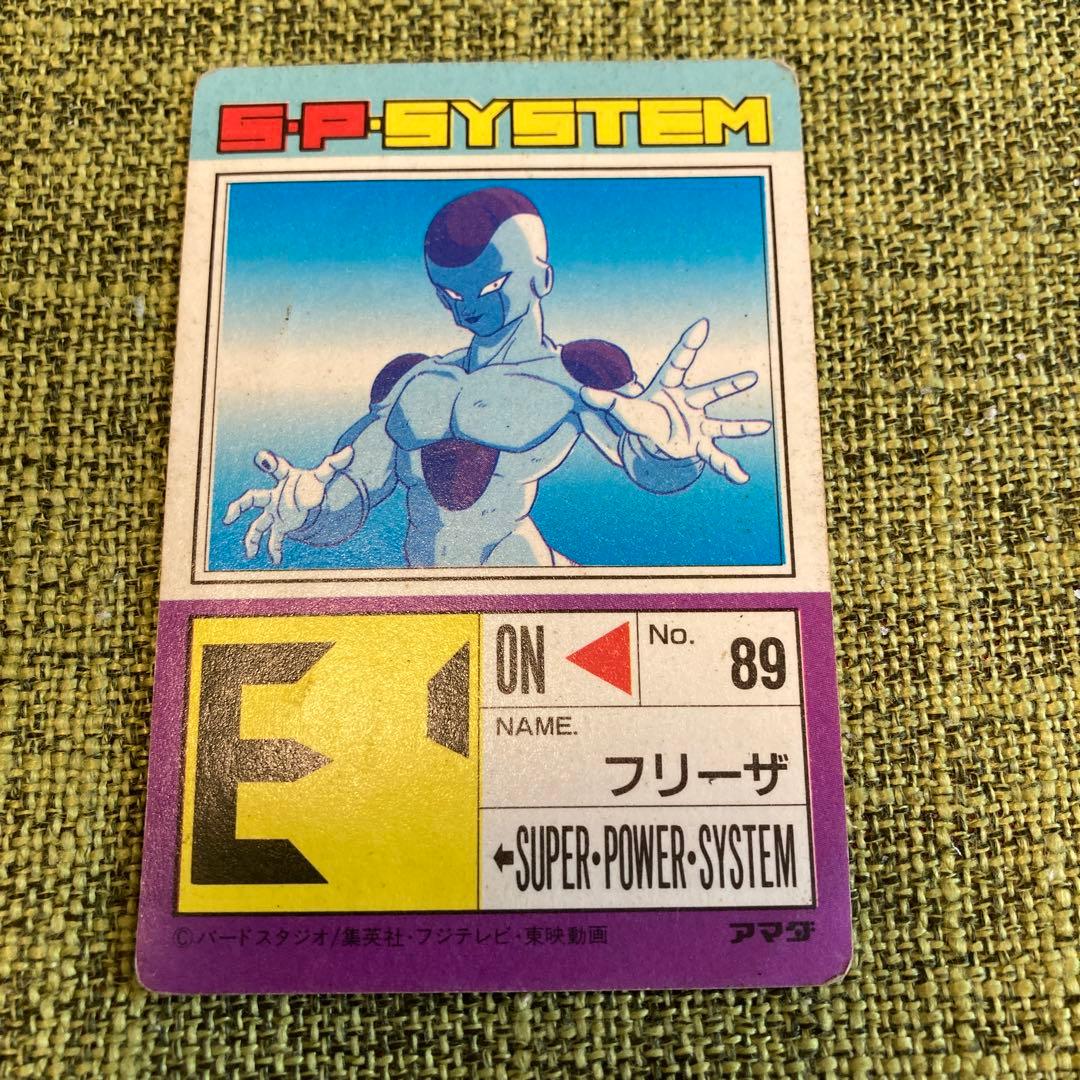 S·P·SYSTEM
E
ON
No. 89
NAME.
フリーザ
←SUPER·POWER·SYSTEM
©バードスタジオ/集英社・フジテレビ・東映動画
アマダ